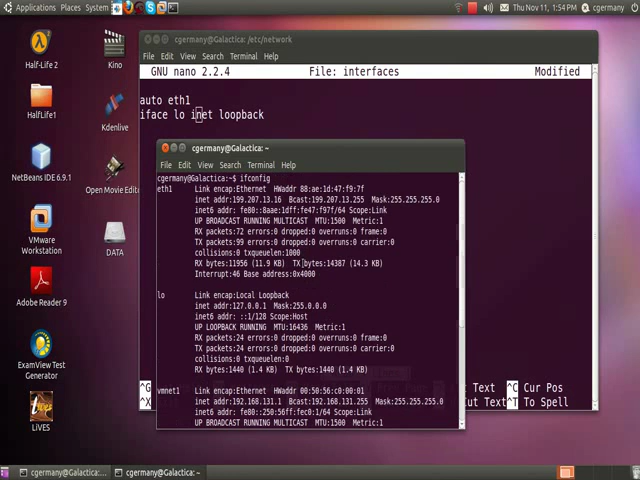 Applications Places System
Thu Nov 11, 1:54 PM cgermany
Half-Life 2
Kino
HalfLife1
Kdenlive
NetBeans IDE 6.9.1
Open Movie Edit
VMware
Workstation
DATA
Adobe Reader 9
ExamView Test
Generator
LiVES
cgermany@Galactica: /etc/network
File Edit View Search Terminal Help
GNU nano 2.2.4 File: interfaces Modified
auto eth1
iface lo inet loopback
^G
t Text ^C Cur Pos
^X
ut Text ^T To Spell
cgermany@Galactica: ~
File Edit View Search Terminal Help
cgermany@Galactica:~$ ifconfig
eth1 Link encap:Ethernet HWaddr 88:ae:1d:47:f9:7f
inet addr:199.207.13.16 Bcast:199.207.13.255 Mask:255.255.255.0
inet6 addr: fe80::8aae:1dff:fe47:f97f/64 Scope:Link
UP BROADCAST RUNNING MULTICAST MTU:1500 Metric:1
RX packets:72 errors:0 dropped:0 overruns:0 frame:0
TX packets:99 errors:0 dropped:0 overruns:0 carrier:0
collisions:0 txqueuelen:1000
RX bytes:11956 (11.9 KB) TX bytes:14387 (14.3 KB)
Interrupt:46 Base address:0x4000
lo Link encap:Local Loopback
inet addr:127.0.0.1 Mask:255.0.0.0
inet6 addr: ::1/128 Scope:Host
UP LOOPBACK RUNNING MTU:16436 Metric:1
RX packets:24 errors:0 dropped:0 overruns:0 frame:0
TX packets:24 errors:0 dropped:0 overruns:0 carrier:0
collisions:0 txqueuelen:0
RX bytes:1440 (1.4 KB) TX bytes:1440 (1.4 KB)
vmnet1 Link encap:Ethernet HWaddr 00:50:56:c0:00:01
inet addr:192.168.131.1 Bcast:192.168.131.255 Mask:255.255.255.0
inet6 addr: fe80::250:56ff:fec0:1/64 Scope:Link
UP BROADCAST RUNNING MULTICAST MTU:1500 Metric:1
cgermany@Galactica:... cgermany@Galactica: ~